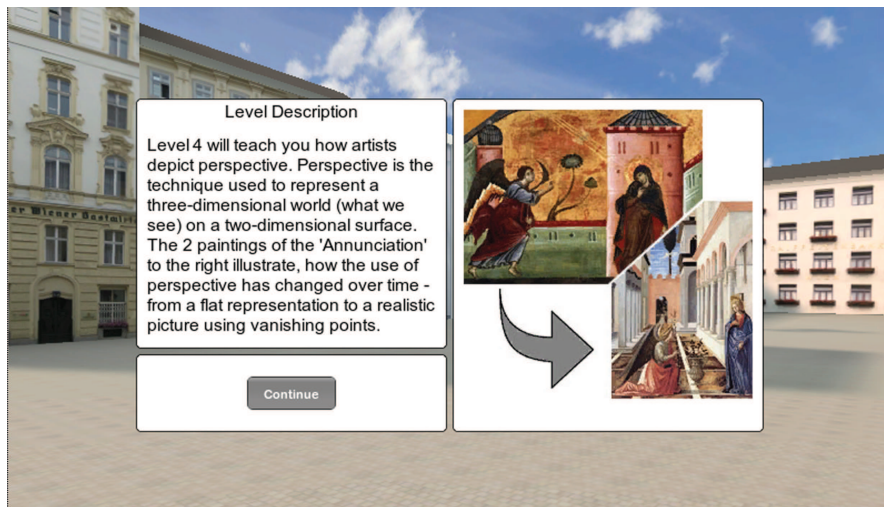 Level Description
Level 4 will teach you how artists
depict perspective. Perspective is the
technique used to represent a
three-dimensional world (what we
see) on a two-dimensional surface.
The 2 paintings of the 'Annunciation'
to the right illustrate, how the use of
perspective has changed over time -
from a flat representation to a realistic
picture using vanishing points.
Continue
er Wiener Gastwirt